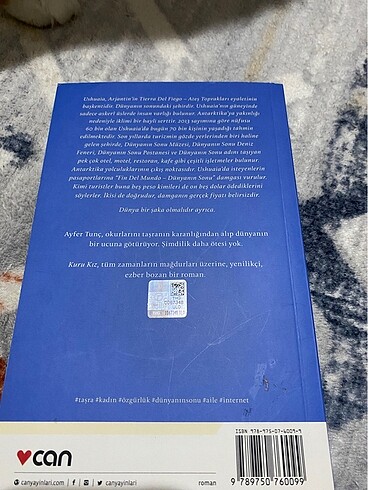 Ushuaia, Arjantin'in Tierra Del Fuego – Ateş Toprakları eyaletinin
başkentidir. Dünyanın sonundaki şehirdir. Ushuaia'nın güneyinde
sadece askerî üslerde insan varlığı bulunur. Antarktika'ya yakınlığı
nedeniyle iklimi bir hayli serttir. 2013 sayımına göre nüfusu
60 bin olan Ushuaia'da bugün 70 bin kişinin yaşadığı tahmin
edilmektedir. Son yıllarda turizmin gözde yerlerinden biri haline
gelen şehirde, Dünyanın Sonu Müzesi, Dünyanın Sonu Deniz
Feneri, Dünyanın Sonu Postanesi ve Dünyanın Sonu adını taşıyan
pek çok otel, motel, restoran, kafe gibi çeşitli işletmeler bulunur.
Antarktika yolculuklarının çıkış noktasıdır. Ushuaia'da isteyenlerin
pasaportlarına "Fin Del Mundo – Dünyanın Sonu" damgası vurulur.
Kimi turistler buna beş peso kimileri de on beş dolar ödediklerini
söylerler. İkisi de doğrudur, damganın gerçek fiyatı belirsizdir.
Dünya bir şaka olmalıdır ayrıca.
Ayfer Tunç, okurlarını taşranın karanlığından alıp dünyanın
bir ucuna götürüyor. Şimdilik daha ötesi yok.
Kuru Kız, tüm zamanların mağdurları üzerine, yenilikçi,
ezber bozan bir roman.
#taşra #kadın #özgürlük #dünyanınsonu #aile #internet
can
canyayinlari.com
canyayinlari
roman
ISBN 978-975-07-6009-9
9 789750 760099